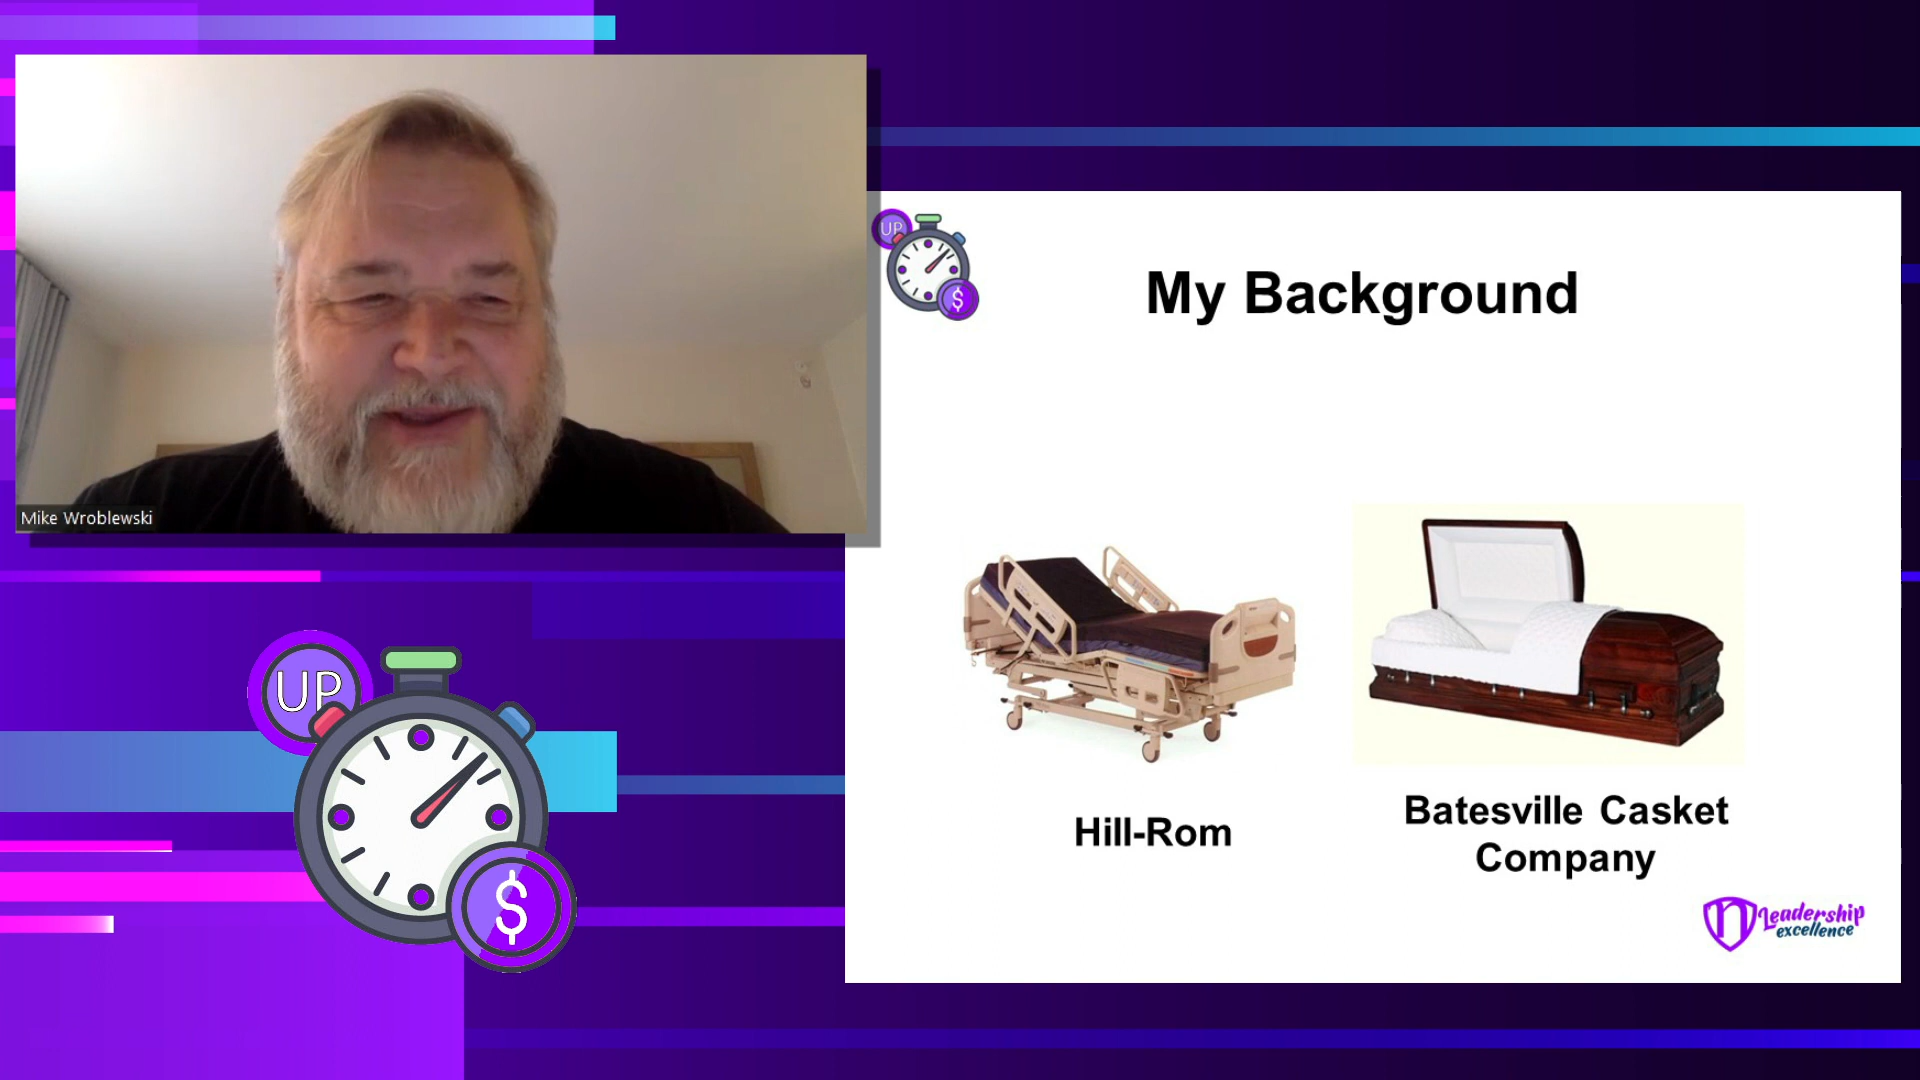 Mike Wroblewski
UP
$
UP
$
My Background
Hill-Rom
Batesville Casket
Company
n Leadership
excellence